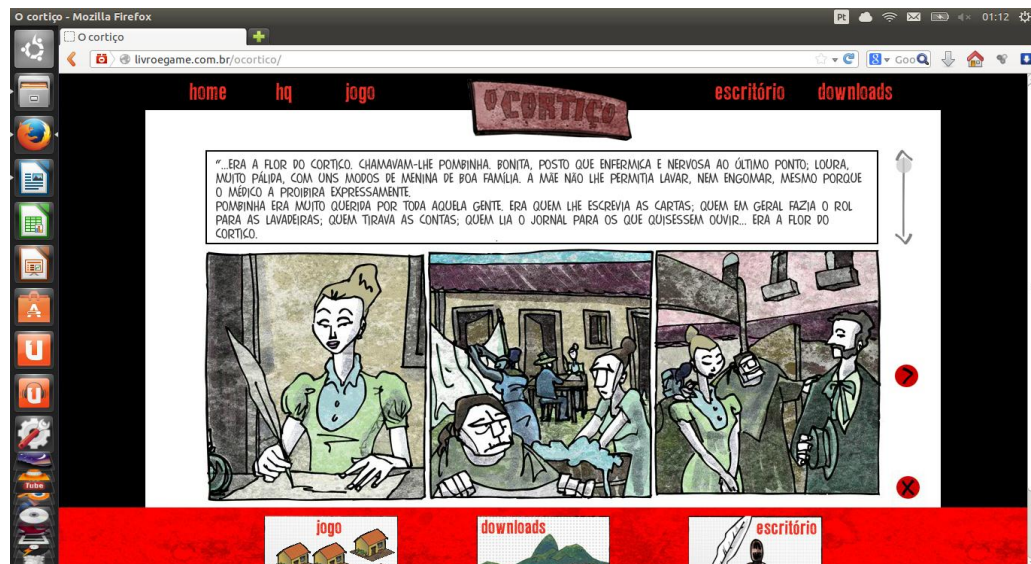 O cortiço - Mozilla Firefox
Pt
01:12
O cortiço
livroegame.com.br/ocortico/
Goo
home
hq
jogo
O CORTIÇO
escritório
downloads
"...ERA A FLOR DO CORTIÇO. CHAMAVAM-LHE POMBINHA. BONITA, POSTO QUE ENFERMIÇA E NERVOSA AO ÚLTIMO PONTO; LOURA,
MUITO PÁLIDA, COM UNS MODOS DE MENINA DE BOA FAMÍLIA. A MÃE NÃO LHE PERMITIA LAVAR, NEM ENGOMAR, MESMO PORQUE
O MÉDICO A PROIBIRA EXPRESSAMENTE.
POMBINHA ERA MUITO QUERIDA POR TODA AQUELA GENTE. ERA QUEM LHE ESCREVIA AS CARTAS; QUEM EM GERAL FAZIA O ROL
PARA AS LAVADEIRAS; QUEM TIRAVA AS CONTAS; QUEM LIA O JORNAL PARA OS QUE QUISESSEM OUVIR... ERA A FLOR DO
CORTIÇO.
jogo
downloads
escritório
Tube